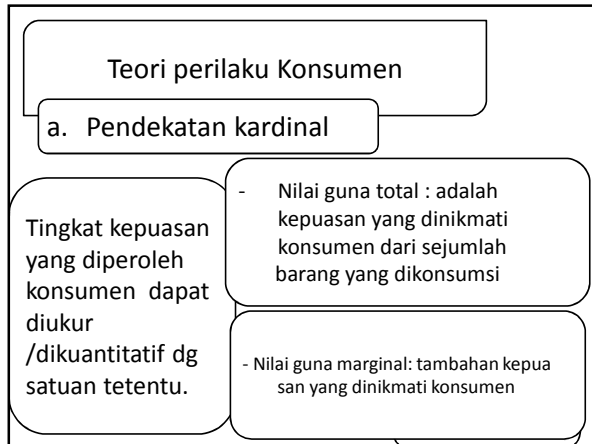 Teori perilaku Konsumen
a. Pendekatan kardinal
Tingkat kepuasan
yang diperoleh
konsumen dapat
diukur
/dikuantitatif dg
satuan tetentu.
- Nilai guna total : adalah
kepuasan yang dinikmati
konsumen dari sejumlah
barang yang dikonsumsi
- Nilai guna marginal: tambahan kepua
san yang dinikmati konsumen